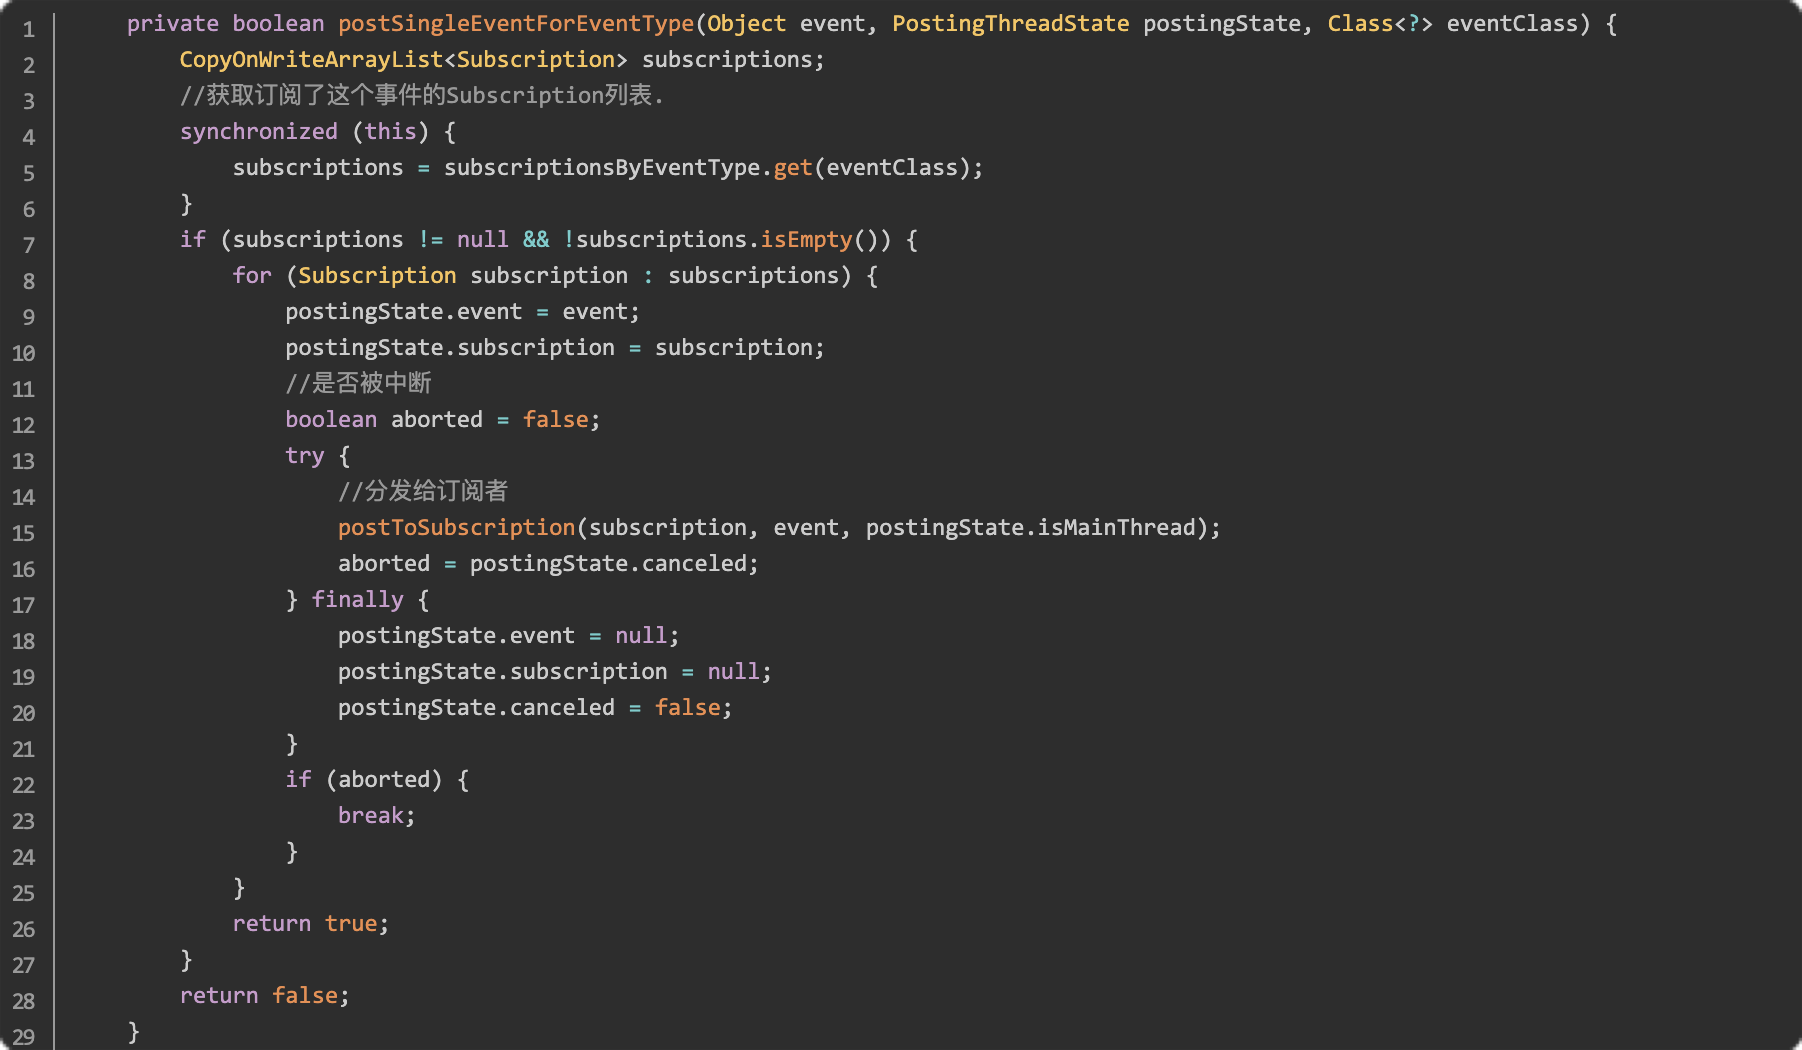 1 private boolean postSingleEventForEventType(Object event, PostingThreadState postingState, Class<?> eventClass) {
2 CopyOnWriteArrayList<Subscription> subscriptions;
3 //获取订阅了这个事件的Subscription列表.
4 synchronized (this) {
5 subscriptions = subscriptionsByEventType.get(eventClass);
6 }
7 if (subscriptions != null && !subscriptions.isEmpty()) {
8 for (Subscription subscription : subscriptions) {
9 postingState.event = event;
10 postingState.subscription = subscription;
11 //是否被中断
12 boolean aborted = false;
13 try {
14 //分发给订阅者
15 postToSubscription(subscription, event, postingState.isMainThread);
16 aborted = postingState.canceled;
17 } finally {
18 postingState.event = null;
19 postingState.subscription = null;
20 postingState.canceled = false;
21 }
22 if (aborted) {
23 break;
24 }
25 }
26 return true;
27 }
28 return false;
29 }